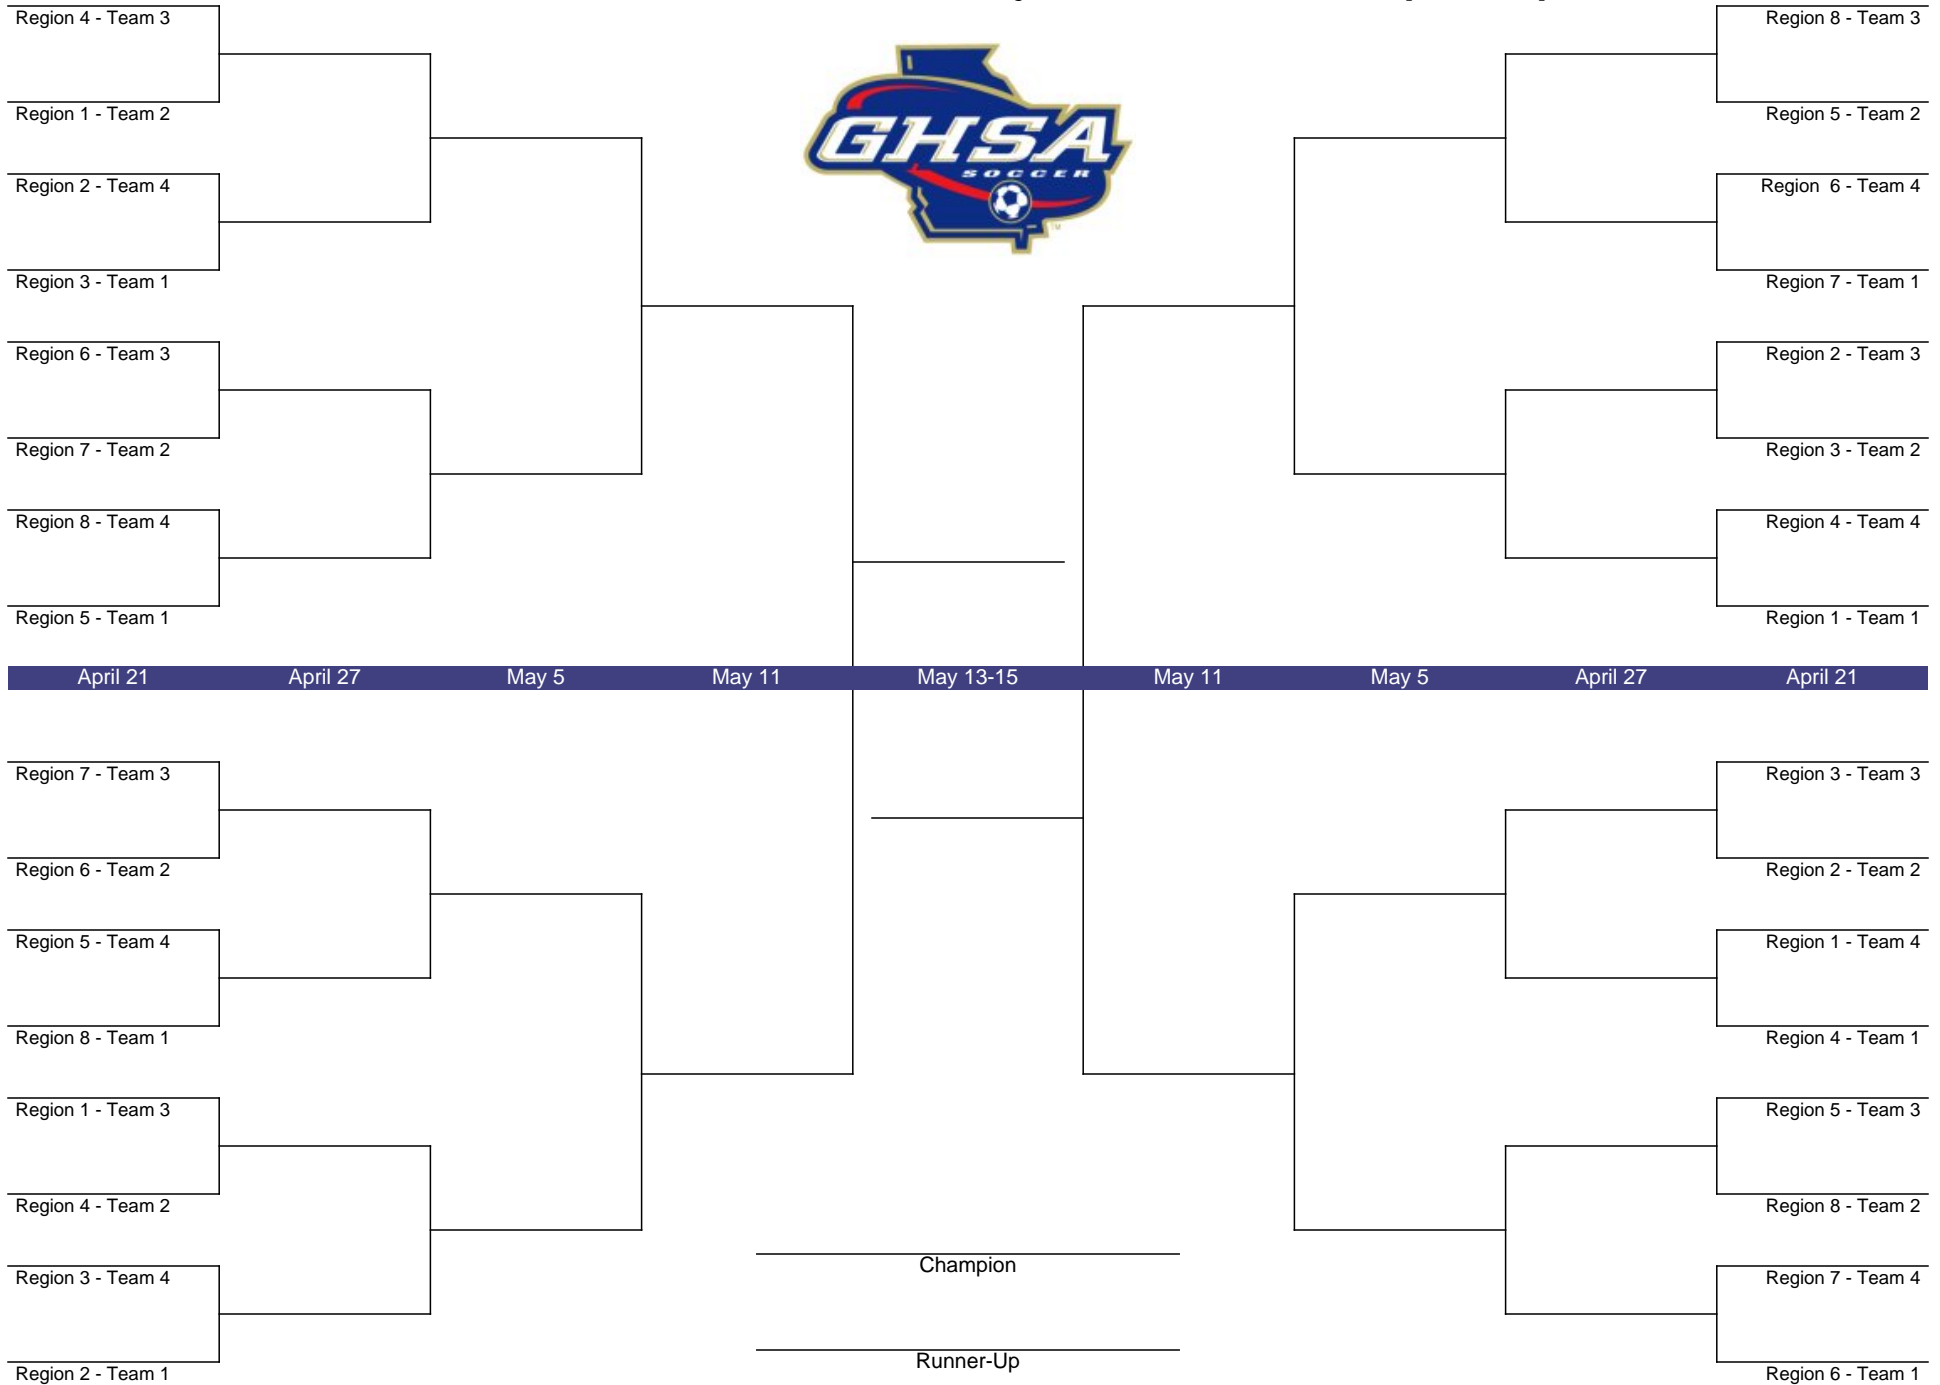 Region 4 - Team 3
Region 1 - Team 2
Region 2 - Team 4
Region 3 - Team 1
Region 6 - Team 3
Region 7 - Team 2
Region 8 - Team 4
Region 5 - Team 1
GHSA
SOCCER
TM
Region 8 - Team 3
Region 5 - Team 2
Region  6 - Team 4
Region 7 - Team 1
Region 2 - Team 3
Region 3 - Team 2
Region 4 - Team 4
Region 1 - Team 1
April 21 April 27 May 5 May 11 May 13-15 May 11 May 5 April 27 April 21
Region 7 - Team 3
Region 6 - Team 2
Region 5 - Team 4
Region 8 - Team 1
Region 1 - Team 3
Region 4 - Team 2
Region 3 - Team 4
Region 2 - Team 1
Champion
Runner-Up
Region 3 - Team 3
Region 2 - Team 2
Region 1 - Team 4
Region 4 - Team 1
Region 5 - Team 3
Region 8 - Team 2
Region 7 - Team 4
Region 6 - Team 1